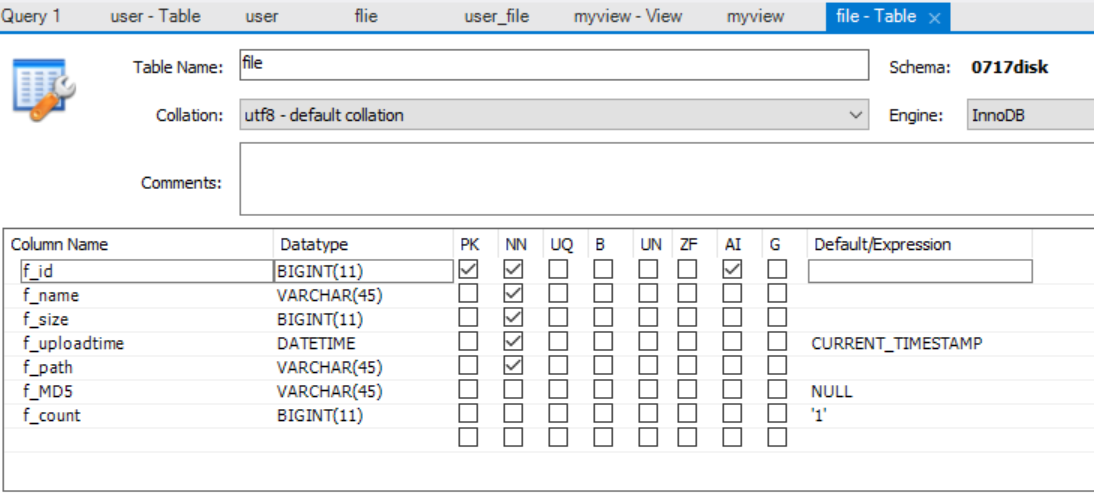 Query 1 user - Table user flie user_file myview - View myview file - Table ×
Table Name: file Schema: 0717disk
Collation: utf8 - default collation Engine: InnoDB
Comments:
Column Name Datatype PK NN UQ B UN ZF AI G Default/Expression
f_id BIGINT(11)
f_name VARCHAR(45)
f_size BIGINT(11)
f_uploadtime DATETIME CURRENT_TIMESTAMP
f_path VARCHAR(45)
f_MD5 VARCHAR(45) NULL
f_count BIGINT(11) '1'